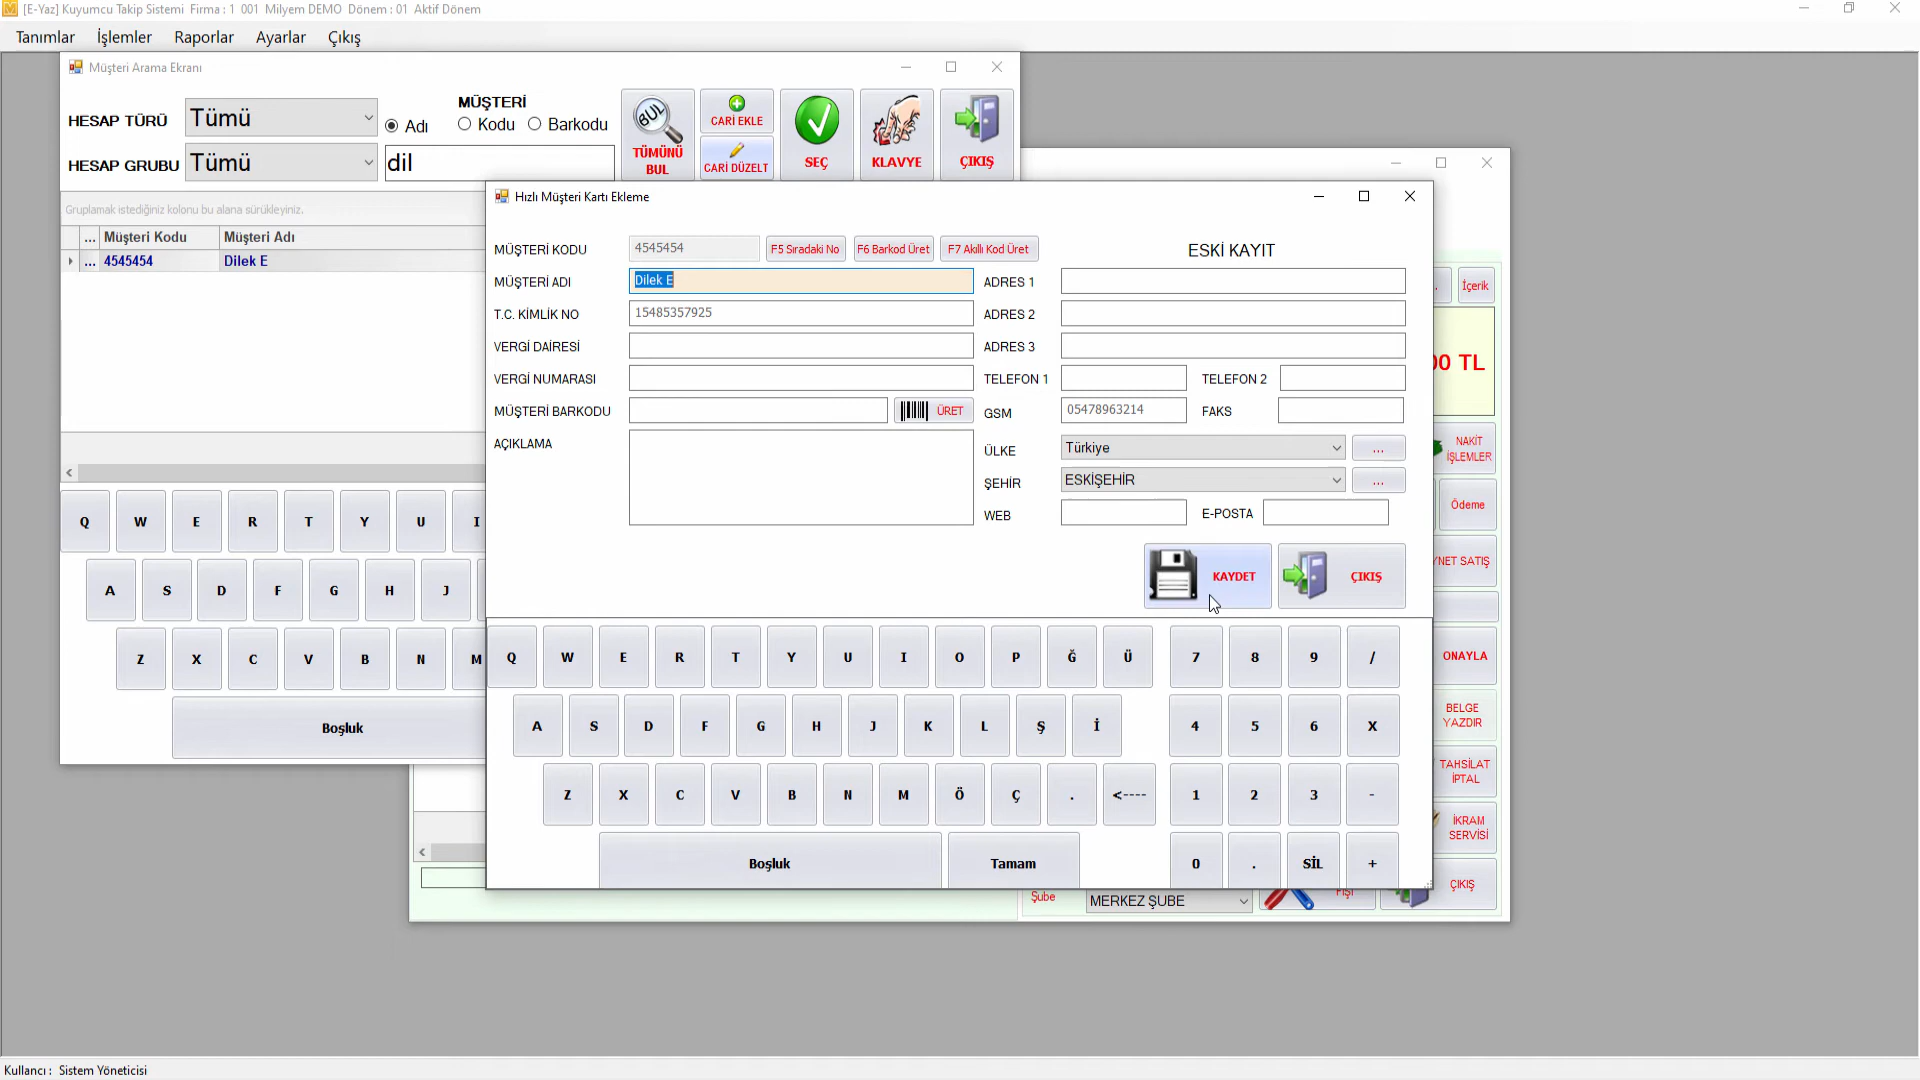 [E-Yaz] Kuyumcu Takip Sistemi Firma : 1 001 Milyem DEMO Dönem : 01 Aktif Dönem
Tanımlar İşlemler Raporlar Ayarlar Çıkış
Müşteri Arama Ekranı
HESAP TÜRÜ Tümü
MÜŞTERİ
Adı Kodu Barkodu
HESAP GRUBU Tümü dil
BUL
TÜMÜNÜ
BUL
CARİ EKLE
CARİ DÜZELT
SEÇ
KLAVYE
ÇIKIŞ
Gruplamak istediğiniz kolonu bu alana sürükleyiniz.
... Müşteri Kodu Müşteri Adı
... 4545454 Dilek E
Q W E R T Y U I
A S D F G H J
Z X C V B N M
Boşluk
Hızlı Müşteri Kartı Ekleme
MÜŞTERİ KODU 4545454 F5 Sıradaki No F6 Barkod Üret F7 Akıllı Kod Üret ESKİ KAYIT
MÜŞTERİ ADI Dilek E ADRES 1
T.C. KİMLİK NO 15485357925 ADRES 2
VERGİ DAİRESİ ADRES 3
VERGİ NUMARASI TELEFON 1 TELEFON 2
MÜŞTERİ BARKODU ÜRET GSM 05478963214 FAKS
AÇIKLAMA ÜLKE Türkiye ...
ŞEHİR ESKİŞEHİR ...
WEB E-POSTA
KAYDET ÇIKIŞ
Q W E R T Y U I O P Ğ Ü 7 8 9 /
A S D F G H J K L Ş İ 4 5 6 X
Z X C V B N M Ö Ç . <---- 1 2 3 -
Boşluk Tamam 0 . SİL +
. İçerik
00 TL
NAKİT
İŞLEMLER
Ödeme
YNET SATIŞ
ONAYLA
BELGE
YAZDIR
TAHSİLAT
İPTAL
İKRAM
SERVİSİ
ÇIKIŞ
Şube MERKEZ ŞUBE
Kullanıcı : Sistem Yöneticisi